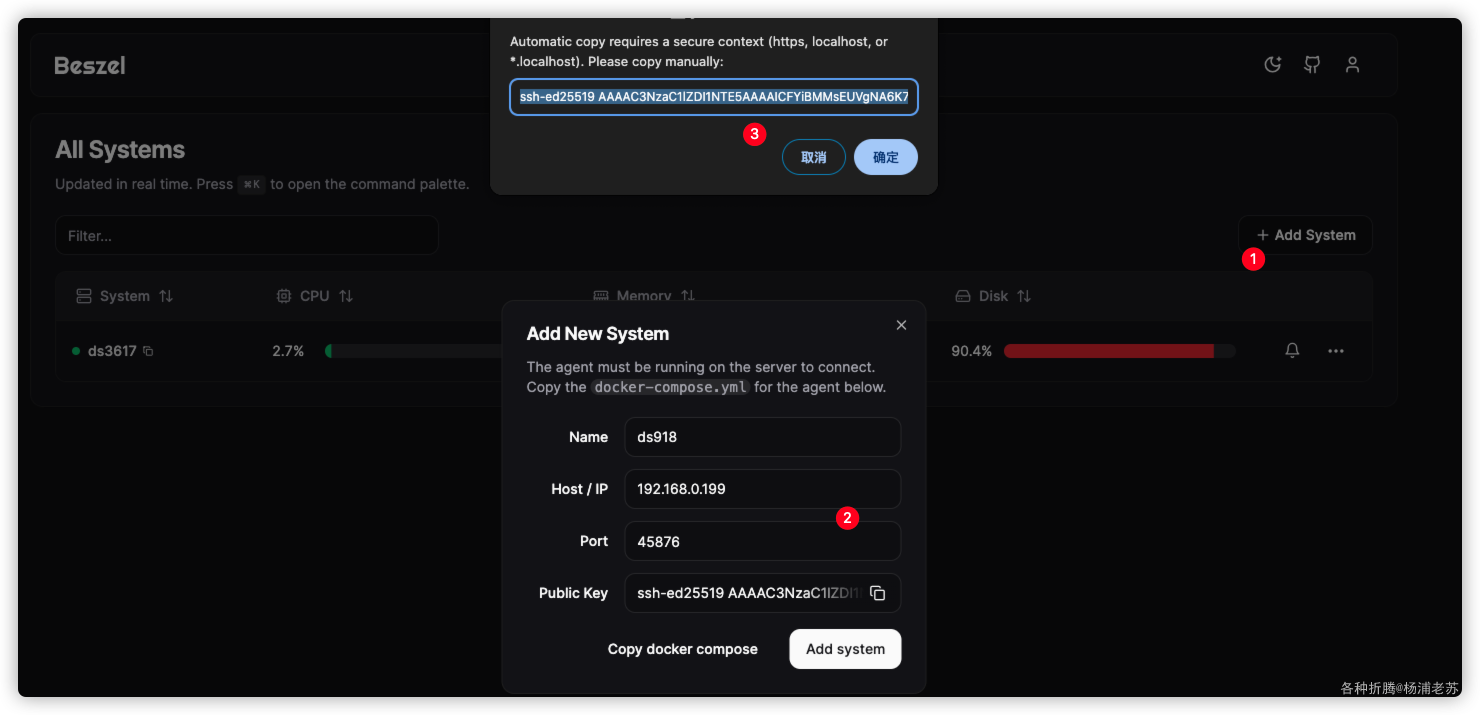 Automatic copy requires a secure context (https, localhost, or
*.localhost). Please copy manually:
ssh-ed25519 AAAAC3NzaC1lZDI1NTE5AAAAICFYiBMMsEUVgNA6K7
3
取消
确定
Beszel
All Systems
Updated in real time. Press ⌘K to open the command palette.
Filter...
+ Add System
1
System
CPU
Memory
Disk
ds3617
2.7%
90.4%
Add New System
The agent must be running on the server to connect.
Copy the docker-compose.yml for the agent below.
Name
ds918
Host / IP
192.168.0.199
2
Port
45876
Public Key
ssh-ed25519 AAAAC3NzaC1lZDI1
Copy docker compose
Add system
各种折腾@杨浦老苏